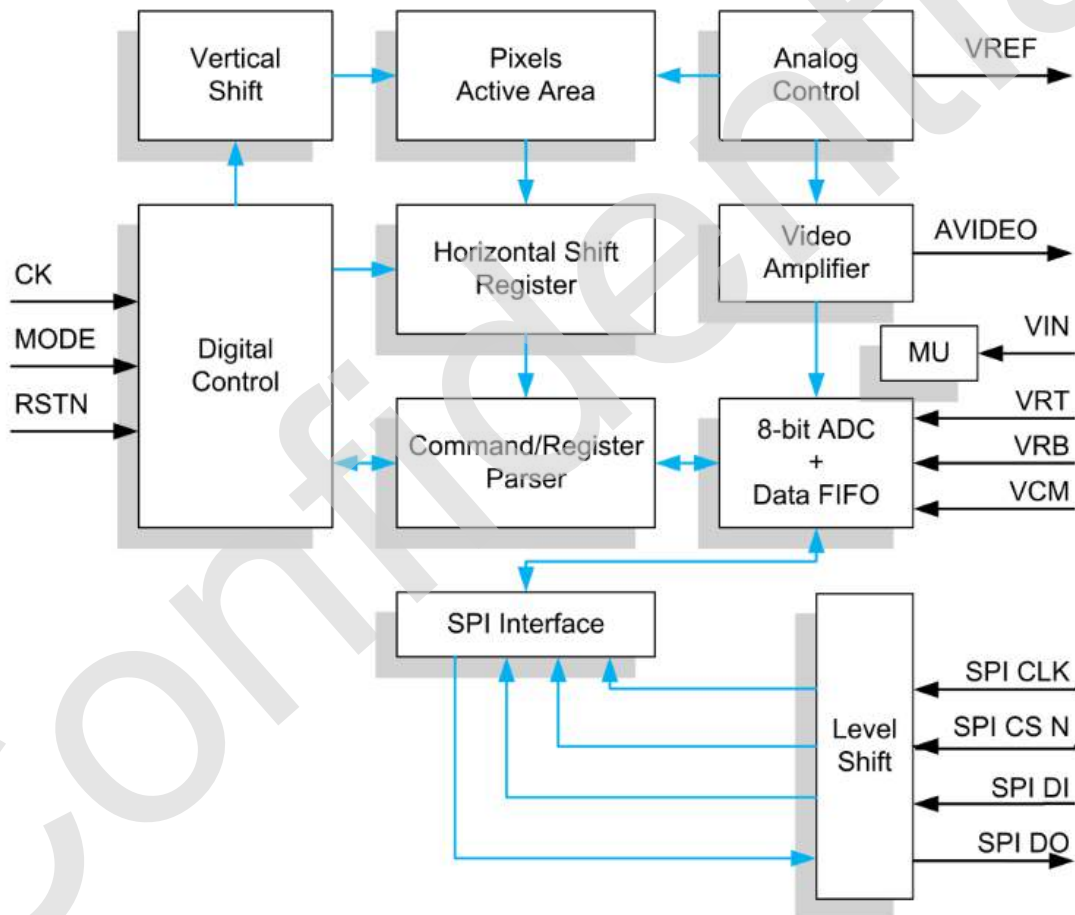 Vertical
Shift
Pixels
Active Area
Analog
Control
VREF
CK
MODE
RSTN
Digital
Control
Horizontal Shift
Register
Video
Amplifier
AVIDEO
MU
VIN
Command/Register
Parser
8-bit ADC
+
Data FIFO
VRT
VRB
VCM
SPI Interface
Level
Shift
SPI CLK
SPI CS N
SPI DI
SPI DO
Confidential